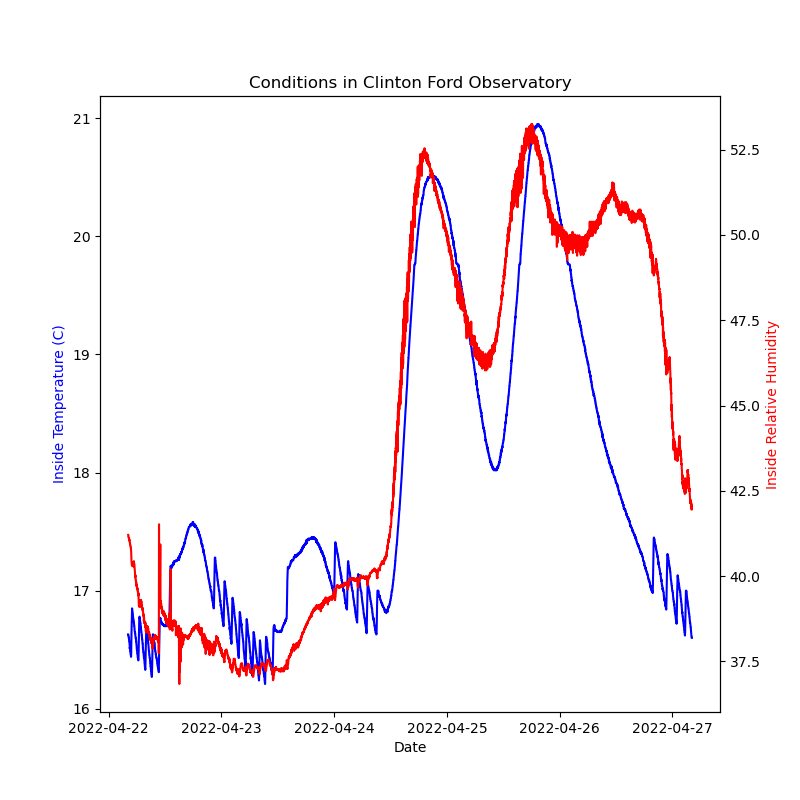 Conditions in Clinton Ford Observatory
21
20
19
18
17
16
Inside Temperature (C)
52.5
50.0
47.5
45.0
42.5
40.0
37.5
Inside Relative Humidity
2022-04-22 2022-04-23 2022-04-24 2022-04-25 2022-04-26 2022-04-27
Date